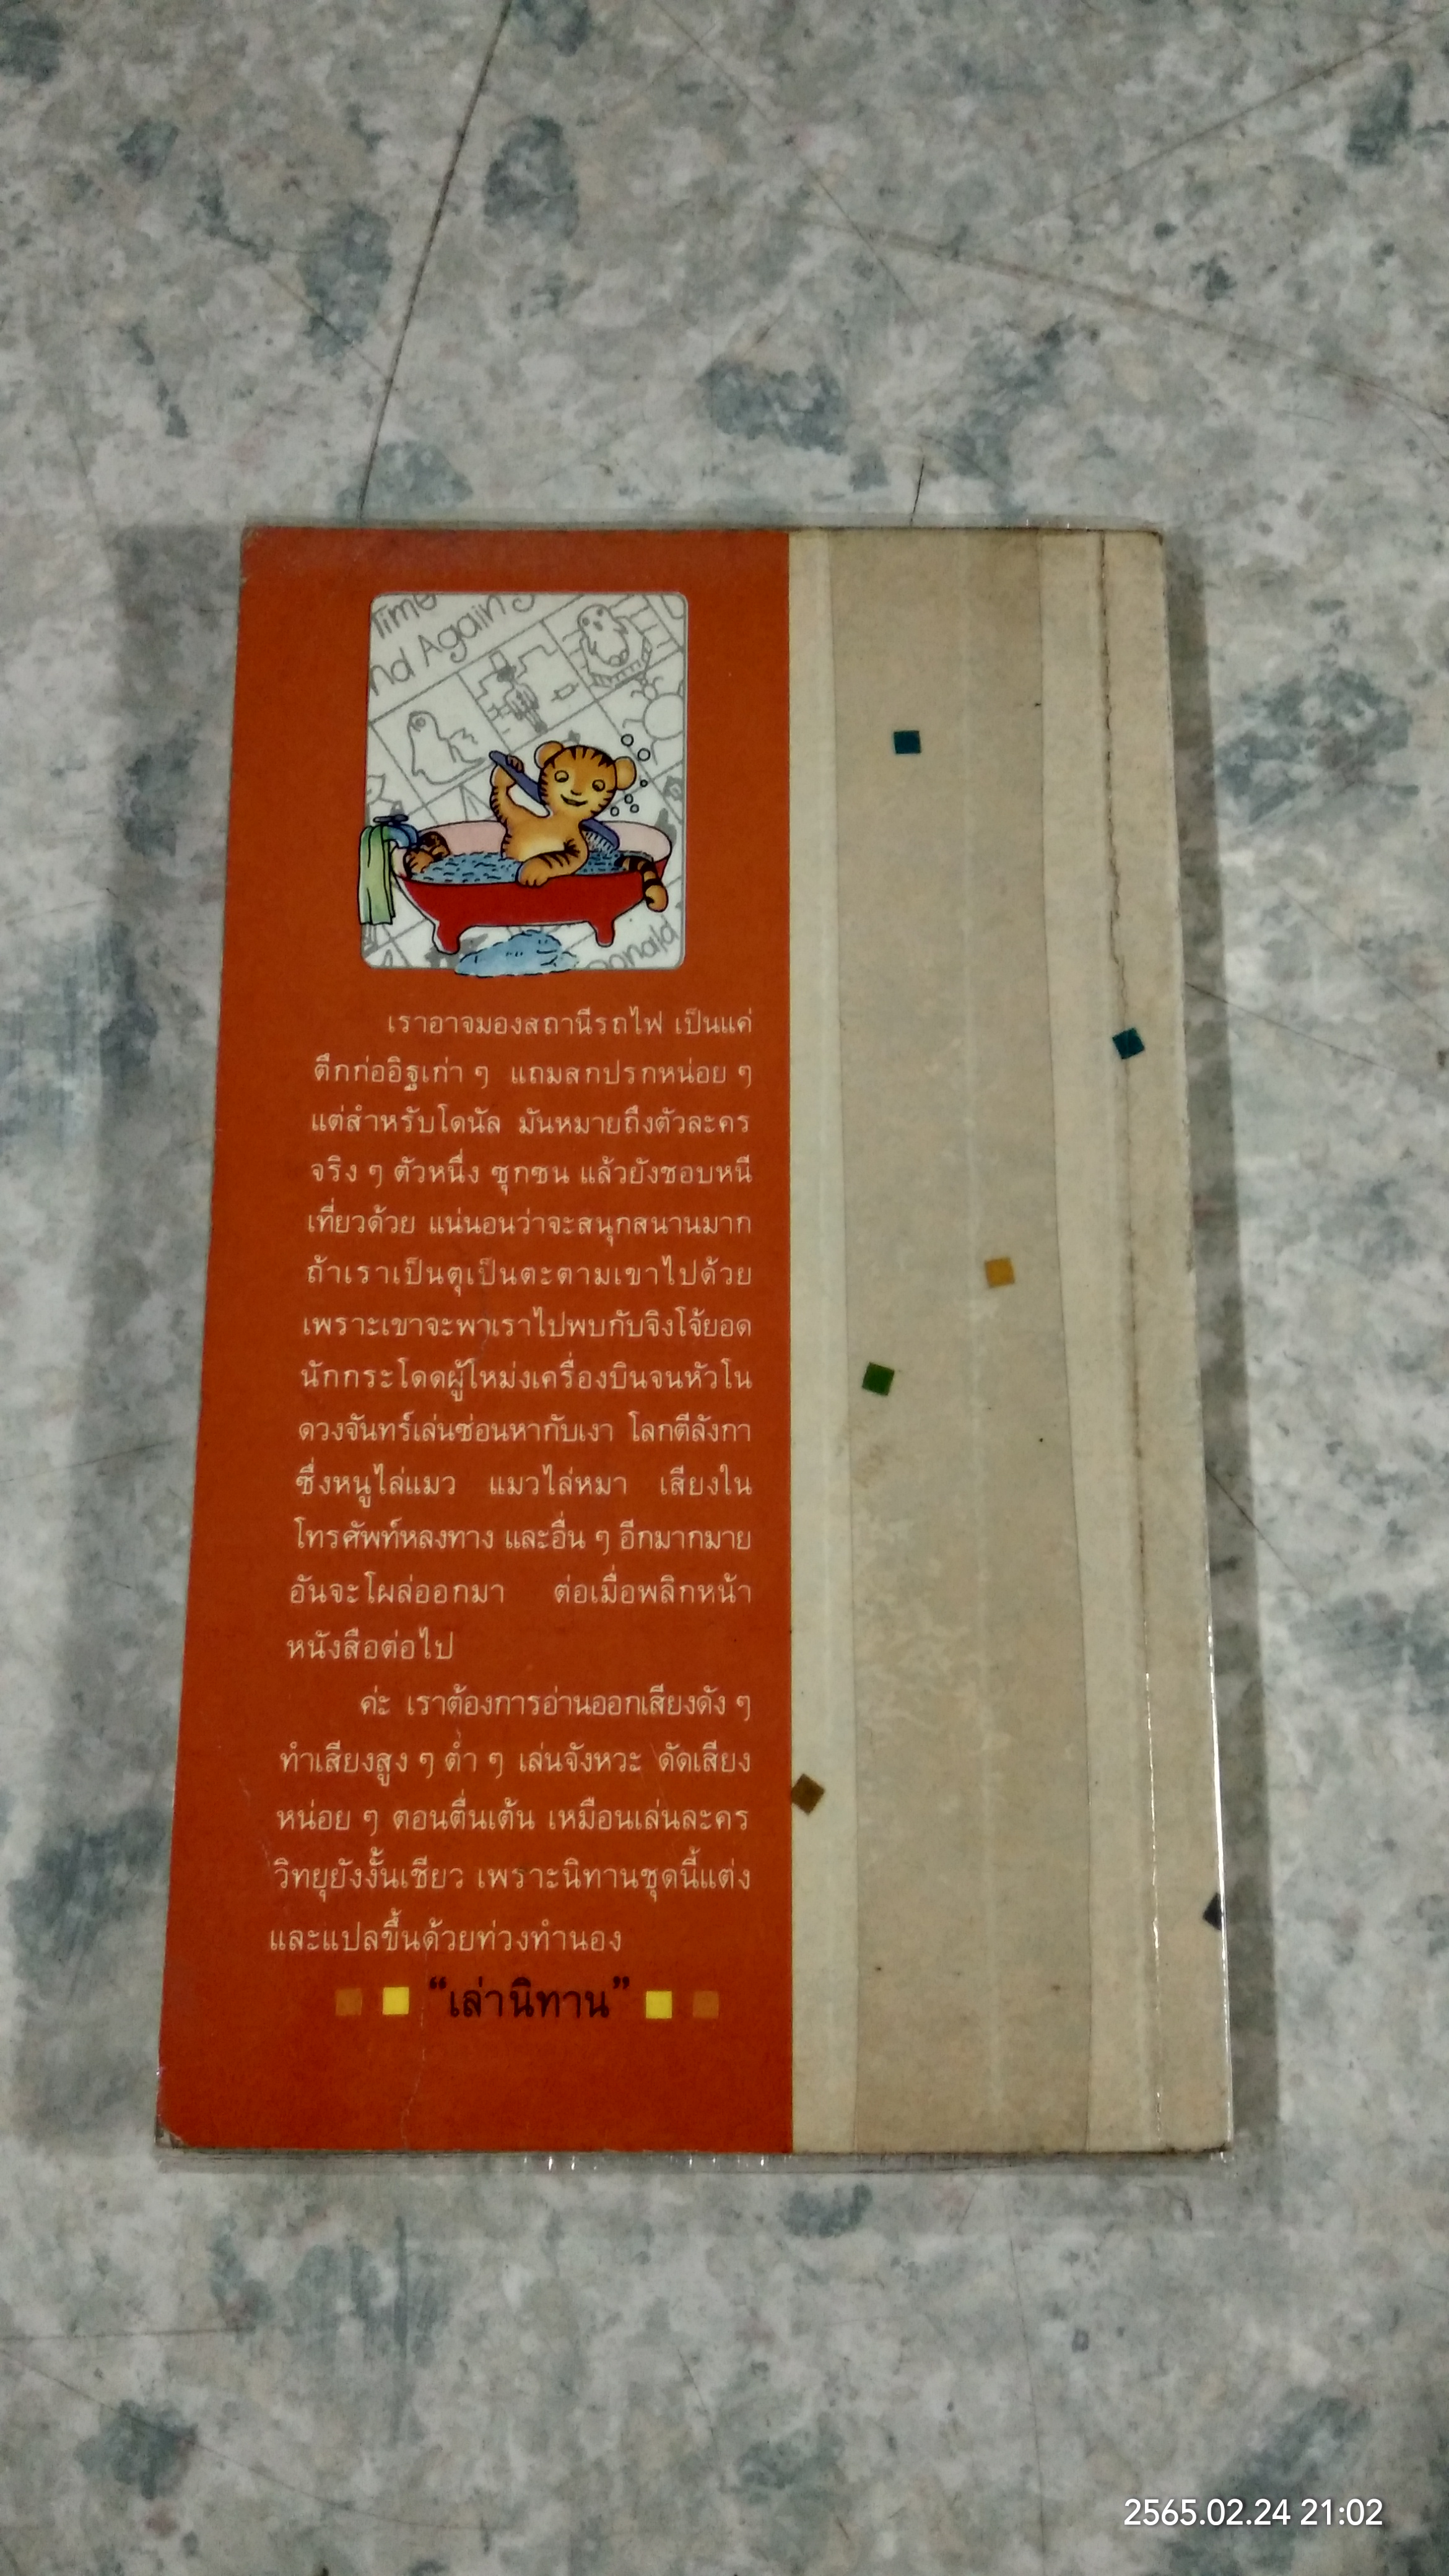 Time
nd Again
onald
เราอาจมองสถานีรถไฟ เป็นแค่
ตึกก่ออิฐเก่า ๆ แถมสกปรกหน่อย ๆ
แต่สำหรับโดนัล มันหมายถึงตัวละคร
จริง ๆ ตัวหนึ่ง ซุกซน แล้วยังชอบหนี
เที่ยวด้วย แน่นอนว่าจะสนุกสนานมาก
ถ้าเราเป็นตุเป็นตะตามเขาไปด้วย
เพราะเขาจะพาเราไปพบกับจิงโจ้ยอด
นักกระโดดผู้ใหม่งเครื่องบินจนหัวโน
ดวงจันทร์เล่นซ่อนหากับเงา โลกตีลังกา
ซึ่งหนูไล่แมว แมวไล่หมา เสียงใน
โทรศัพท์หลงทาง และอื่น ๆ อีกมากมาย
อันจะโผล่ออกมา ต่อเมื่อพลิกหน้า
หนังสือต่อไป
ค่ะ เราต้องการอ่านออกเสียงดัง ๆ
ทำเสียงสูง ๆ ต่ำ ๆ เล่นจังหวะ ดัดเสียง
หน่อย ๆ ตอนตื่นเต้น เหมือนเล่นละคร
วิทยุยังงั้นเชียว เพราะนิทานชุดนี้แต่ง
และแปลขึ้นด้วยท่วงทำนอง
“เล่านิทาน”
2565.02.24 21:02